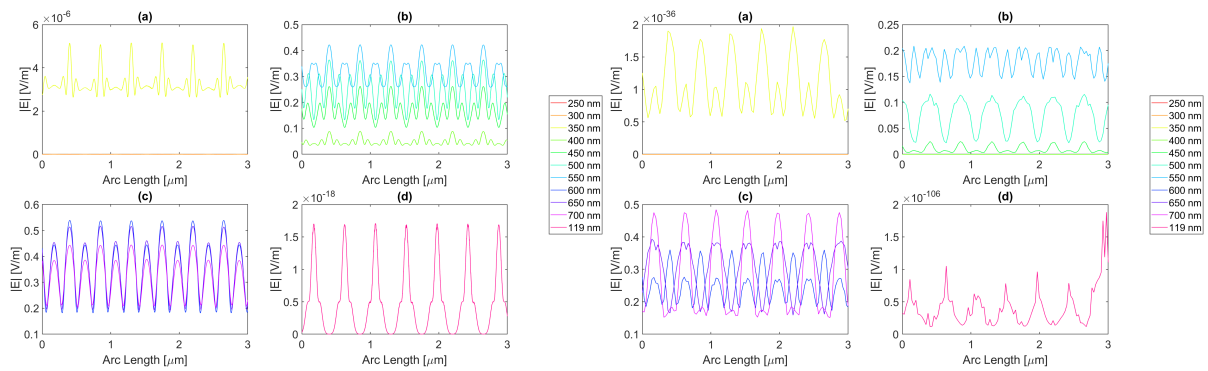 (a)
×10-6
6
4
2
0
|E| [V/m]
0 1 2 3
Arc Length [μm]
(b)
0.5
0.4
0.3
0.2
0.1
0
|E| [V/m]
0 1 2 3
Arc Length [μm]
(c)
0.6
0.5
0.4
0.3
0.2
0.1
|E| [V/m]
0 1 2 3
Arc Length [μm]
(d)
×10-18
2
1.5
1
0.5
0
|E| [V/m]
0 1 2 3
Arc Length [μm]
250 nm
300 nm
350 nm
400 nm
450 nm
500 nm
550 nm
600 nm
650 nm
700 nm
119 nm
(a)
×10-36
2
1.5
1
0.5
0
|E| [V/m]
0 1 2 3
Arc Length [μm]
(b)
0.25
0.2
0.15
0.1
0.05
0
|E| [V/m]
0 1 2 3
Arc Length [μm]
(c)
0.5
0.4
0.3
0.2
0.1
|E| [V/m]
0 1 2 3
Arc Length [μm]
(d)
×10-106
2
1.5
1
0.5
0
|E| [V/m]
0 1 2 3
Arc Length [μm]
250 nm
300 nm
350 nm
400 nm
450 nm
500 nm
550 nm
600 nm
650 nm
700 nm
119 nm